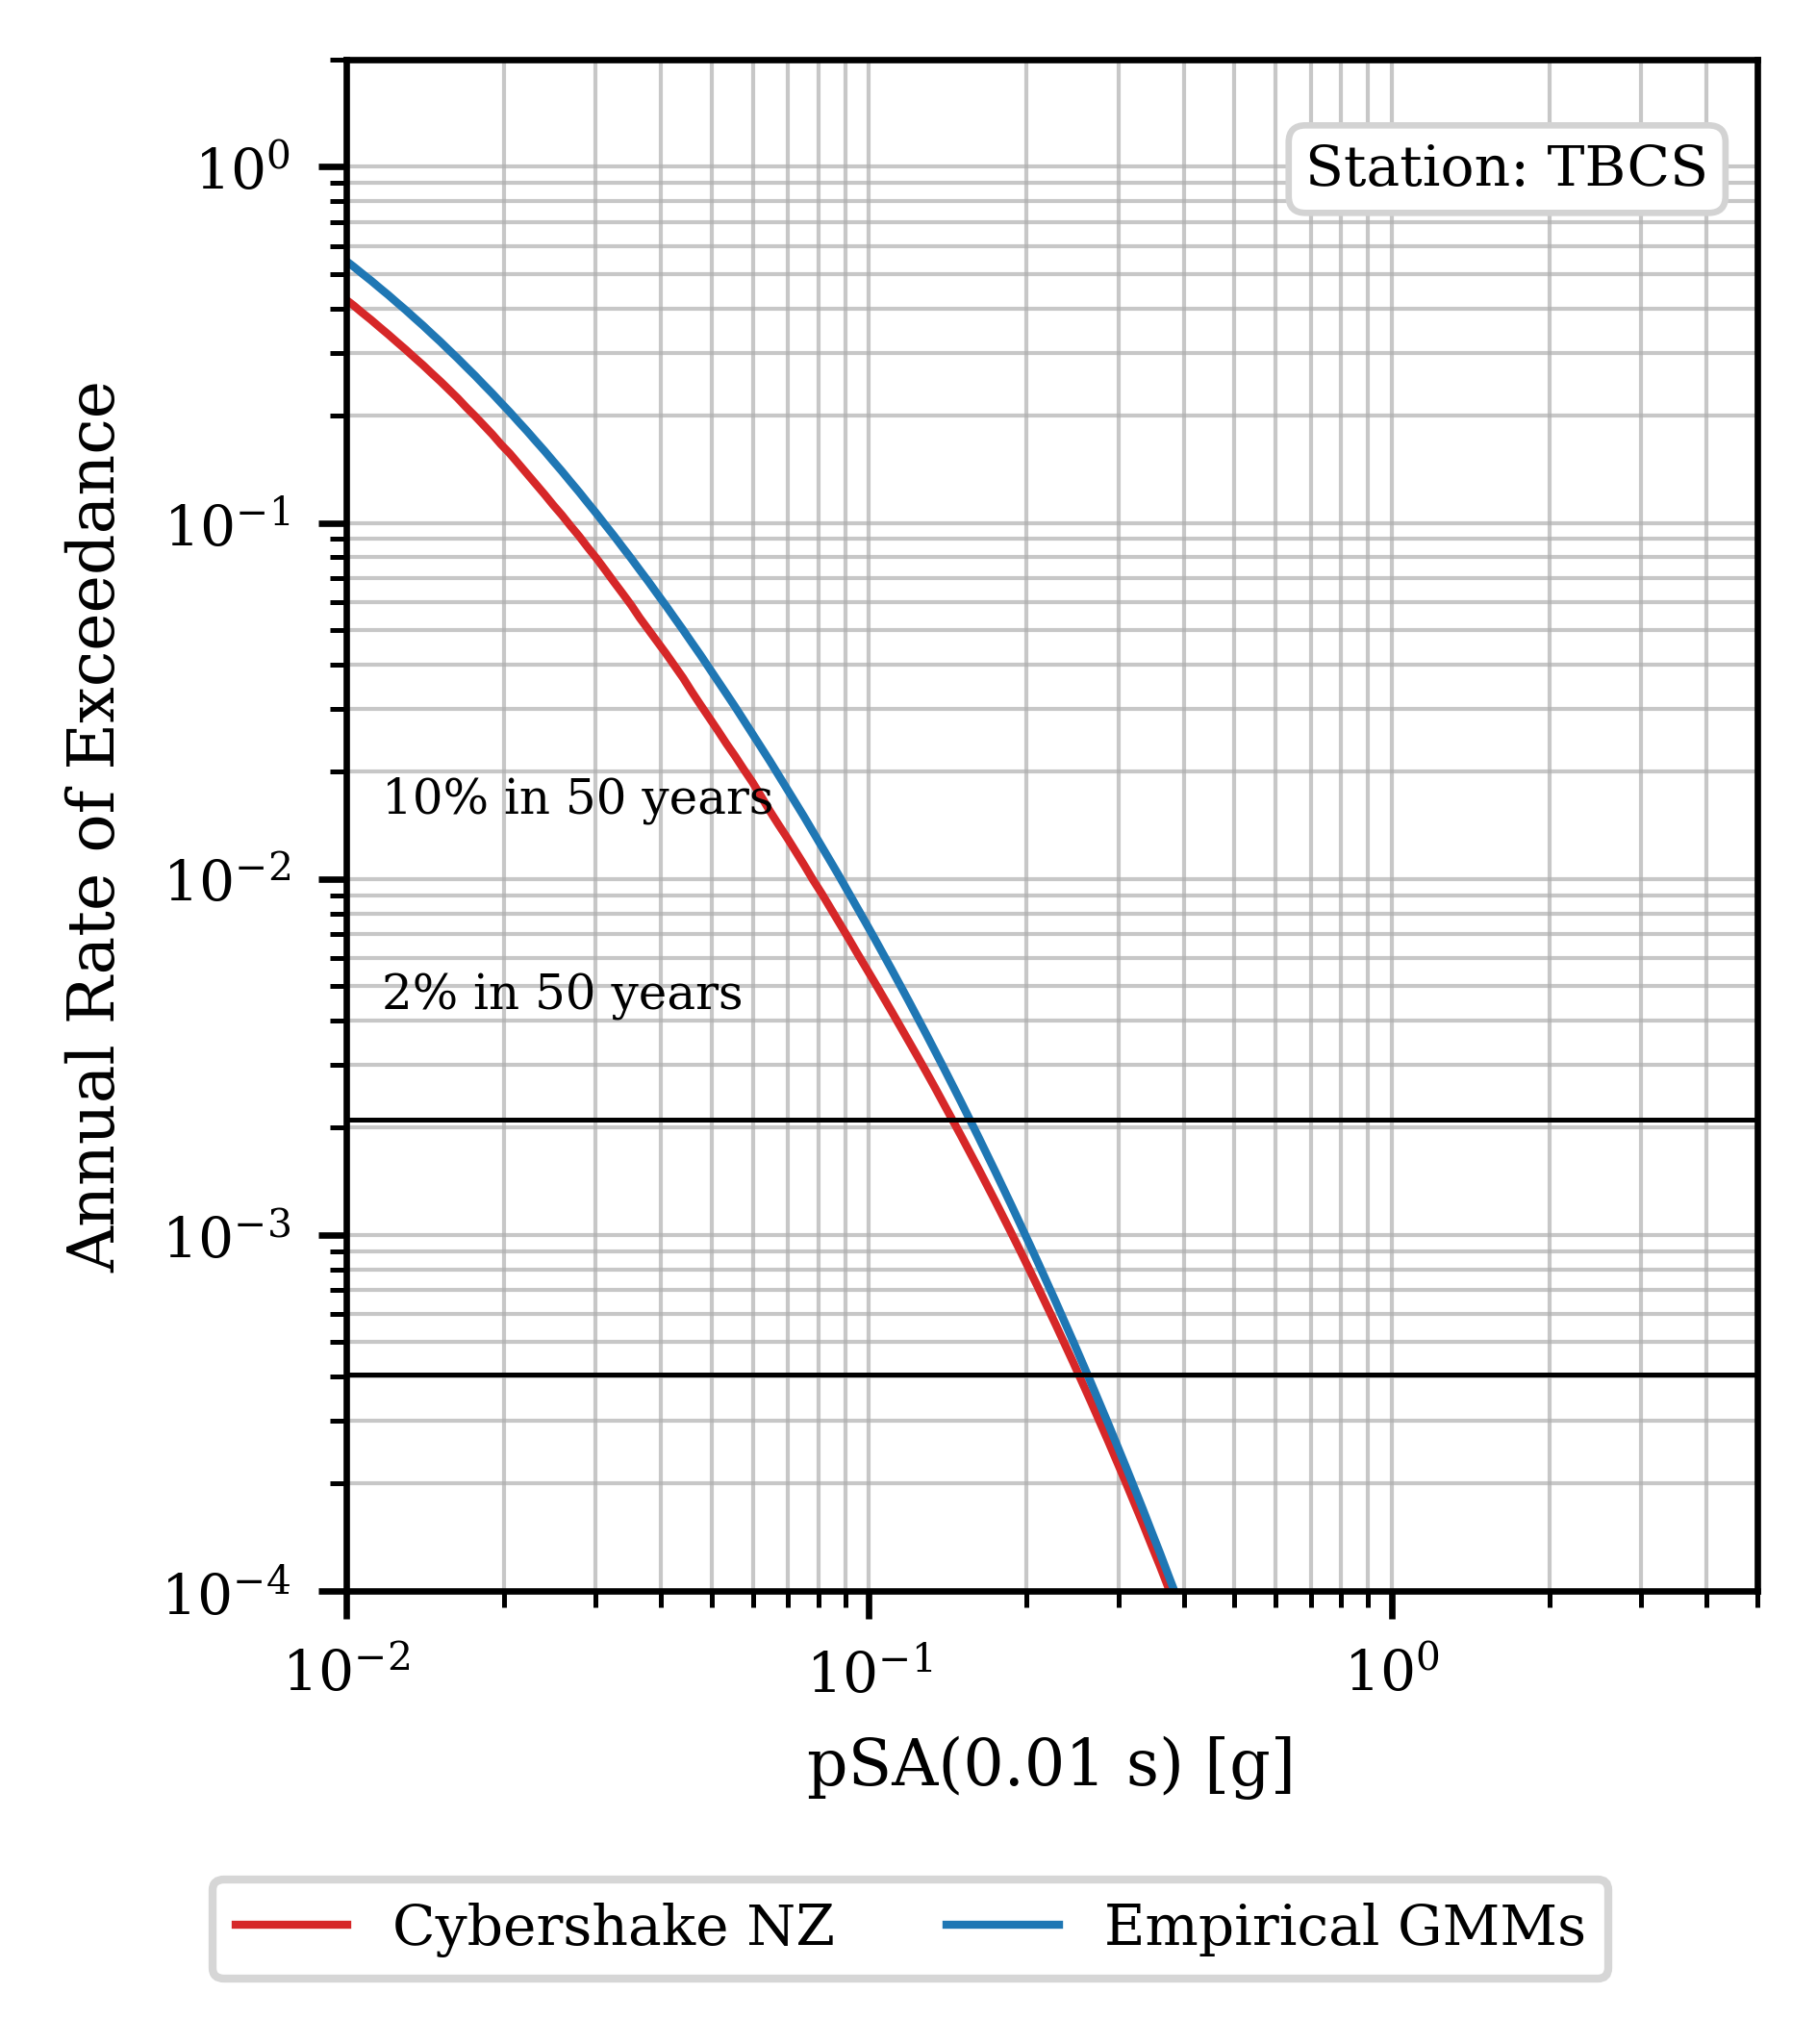 Station: TBCS
Annual Rate of Exceedance
10⁰
10⁻¹
10⁻²
10⁻³
10⁻⁴
10% in 50 years
2% in 50 years
10⁻² 10⁻¹ 10⁰
pSA(0.01 s) [g]
Cybershake NZ Empirical GMMs